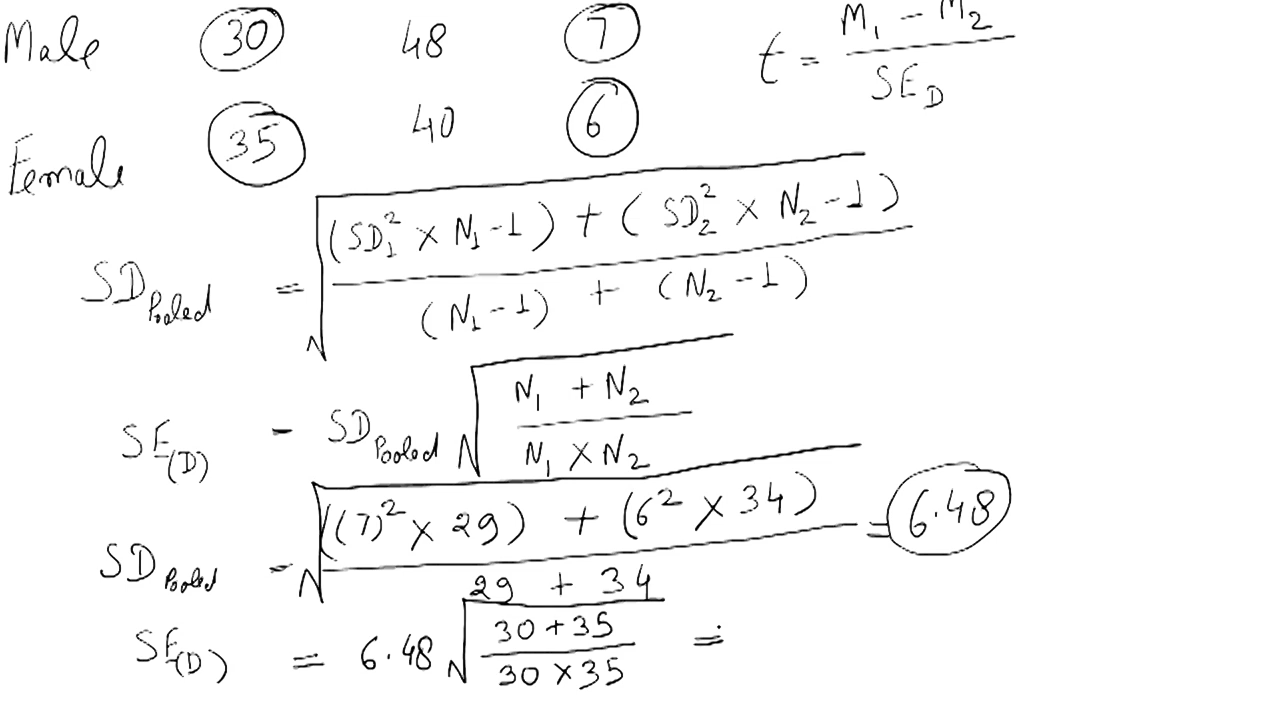 Male 30 48 7
t = M₁ - M₂ / SE_D
Female 35 40 6
SD_Pooled = √((SD₁² × N₁-1) + (SD₂² × N₂-1) / (N₁-1) + (N₂-1))
SE_(D) - SD_Pooled √(N₁ + N₂ / N₁ × N₂)
SD_Pooled - √(((7)² × 29) + (6² × 34) / 29 + 34) = 6.48
SE_(D) = 6.48 √(30+35 / 30×35) =